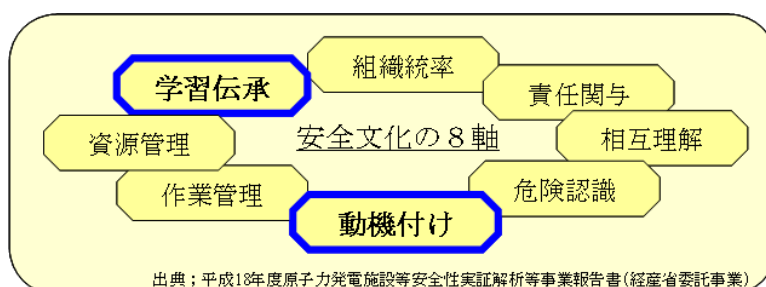 組織統率
学習伝承
責任関与
資源管理
安全文化の８軸
相互理解
作業管理
危険認識
動機付け
出典；平成18年度原子力発電施設等安全性実証解析等事業報告書(経産省委託事業)